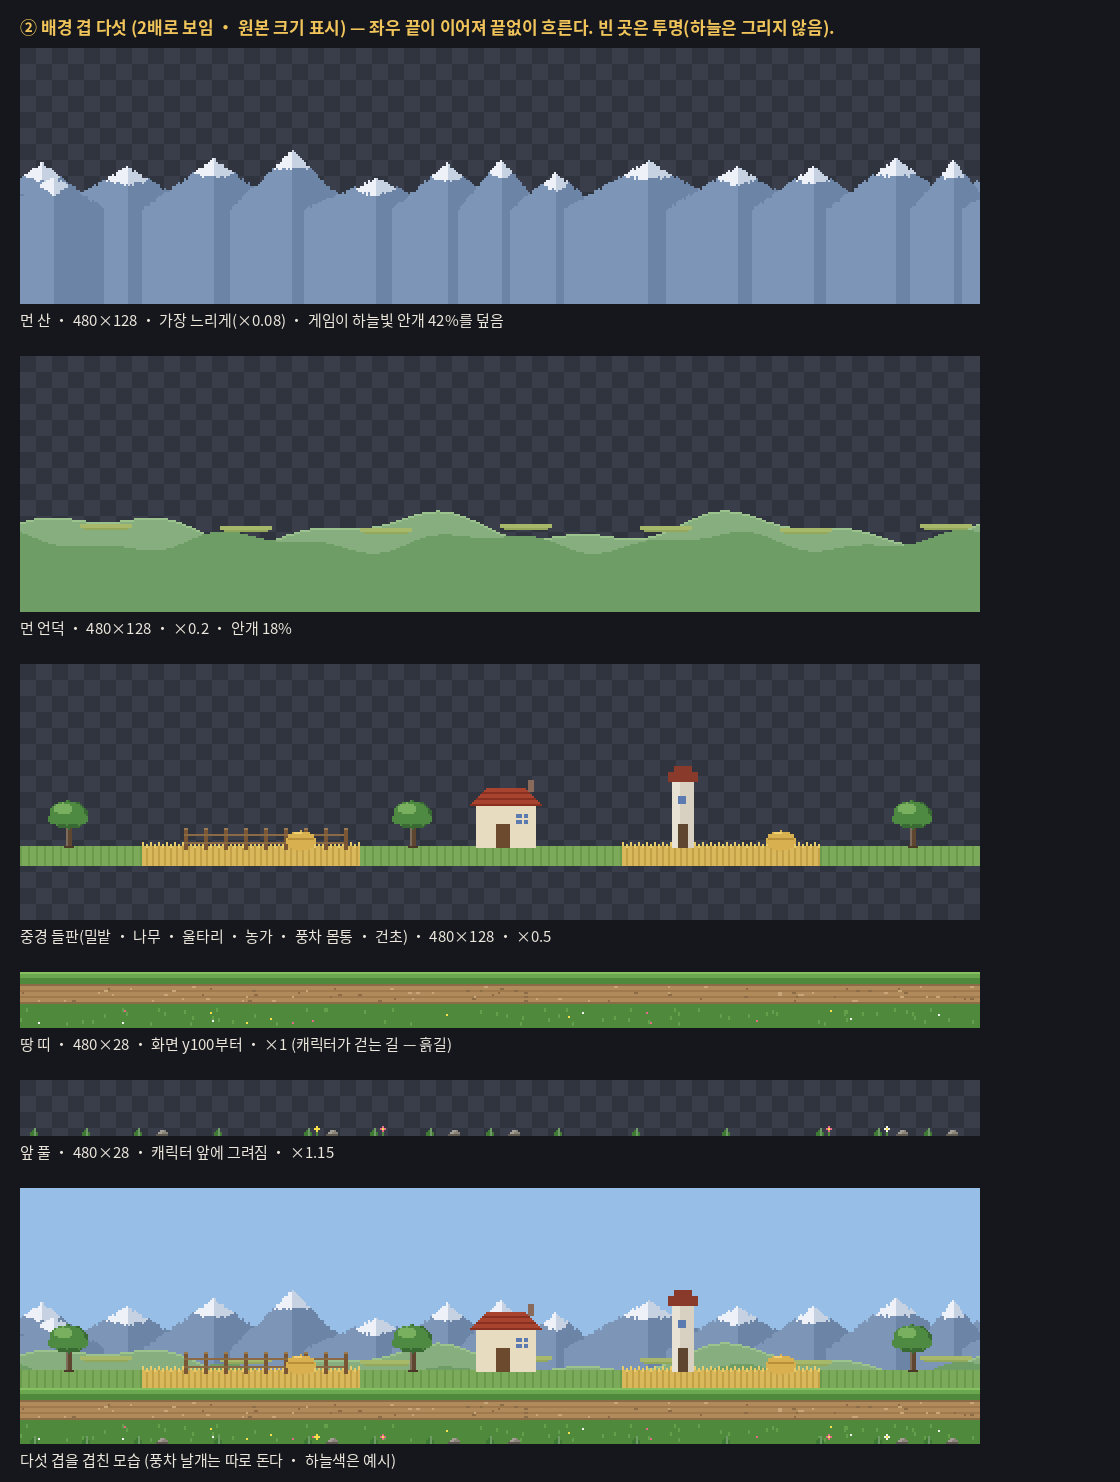 ② 배경 겹 다섯 (2배로 보임 · 원본 크기 표시) — 좌우 끝이 이어져 끝없이 흐른다. 빈 곳은 투명(하늘은 그리지 않음).
먼 산 · 480×128 · 가장 느리게(×0.08) · 게임이 하늘빛 안개 42%를 덮음
먼 언덕 · 480×128 · ×0.2 · 안개 18%
중경 들판(밀밭 · 나무 · 울타리 · 농가 · 풍차 몸통 · 건초) · 480×128 · ×0.5
땅 띠 · 480×28 · 화면 y100부터 · ×1 (캐릭터가 걷는 길 — 흙길)
앞 풀 · 480×28 · 캐릭터 앞에 그려짐 · ×1.15
다섯 겹을 겹친 모습 (풍차 날개는 따로 돈다 · 하늘색은 예시)